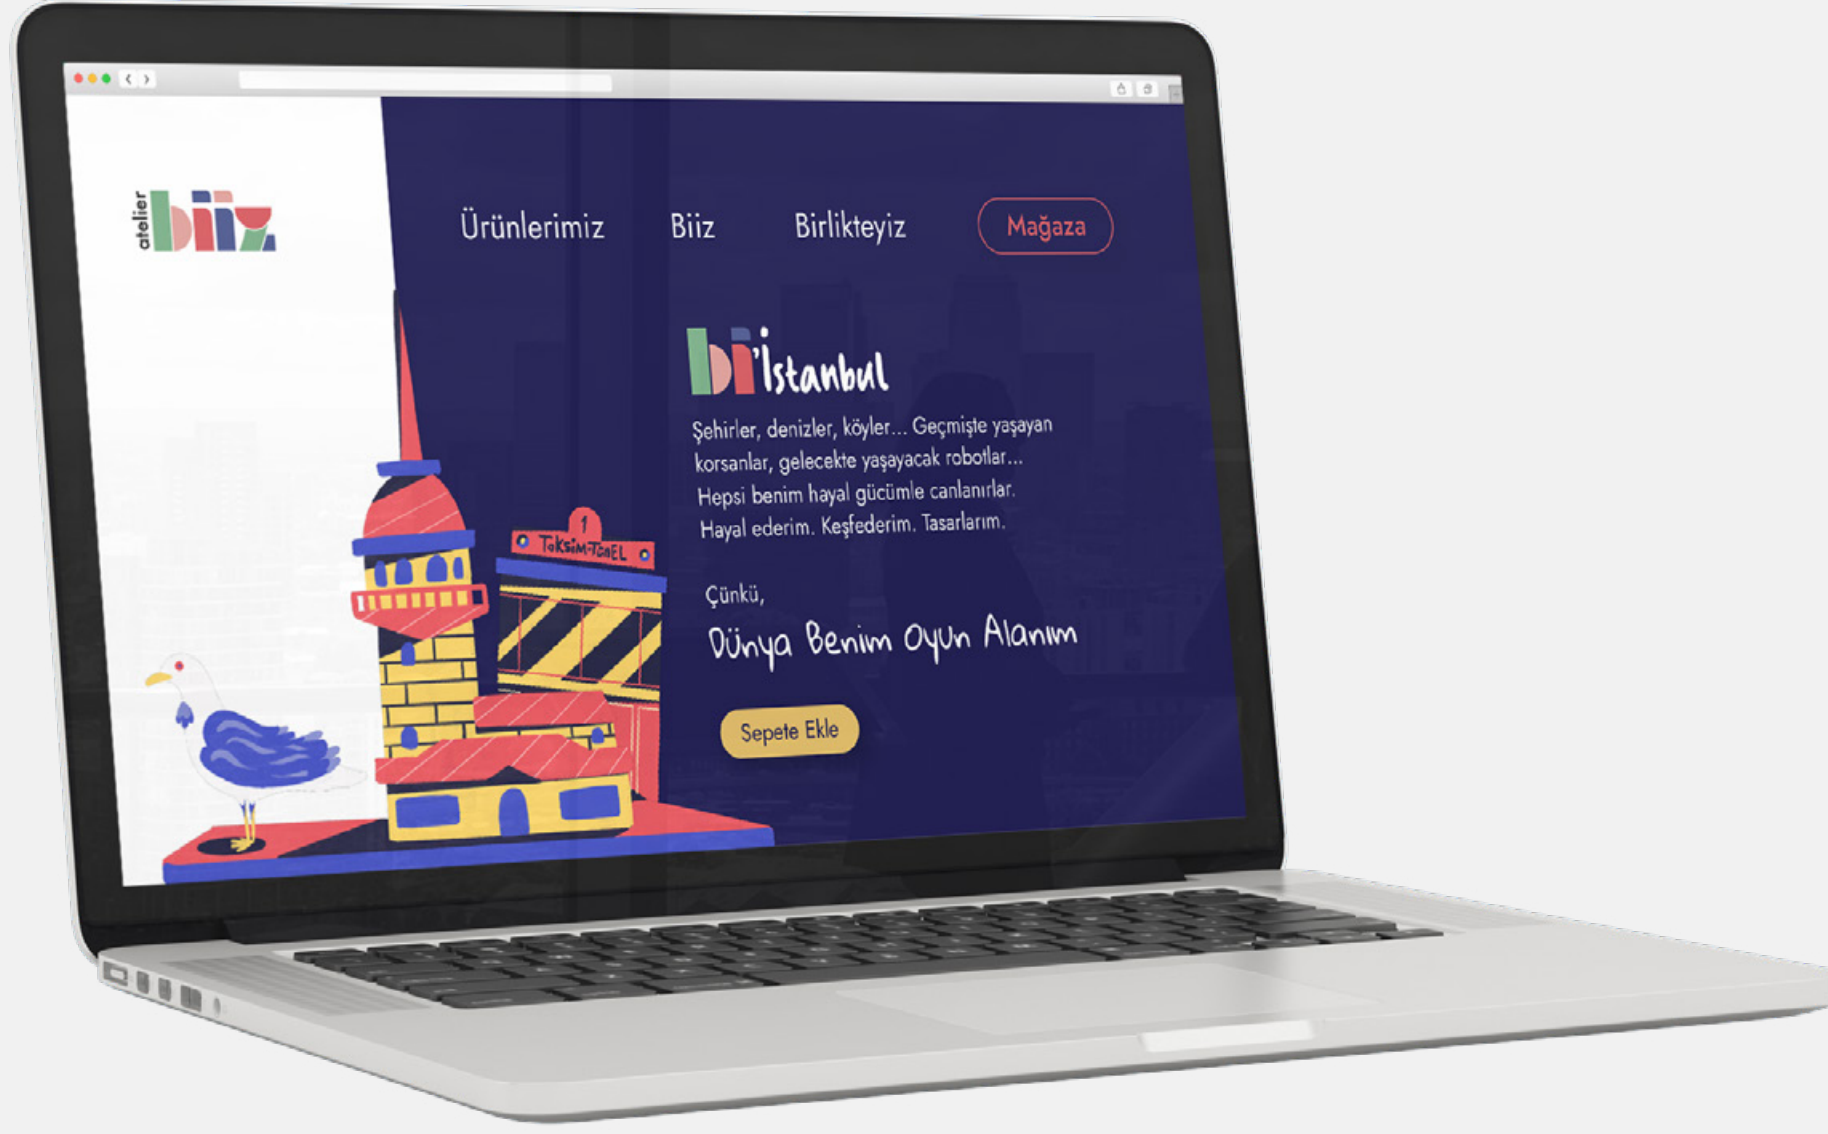 atelier
biiz
Ürünlerimiz
Biiz
Birlikteyiz
Mağaza
bi'İstanbul
Şehirler, denizler, köyler... Geçmişte yaşayan
korsanlar, gelecekte yaşayacak robotlar...
Hepsi benim hayal gücümle canlanırlar.
Hayal ederim. Keşfederim. Tasarlarım.
1
TaKSiM-TüNEL
Çünkü,
Dünya Benim Oyun Alanım
Sepete Ekle